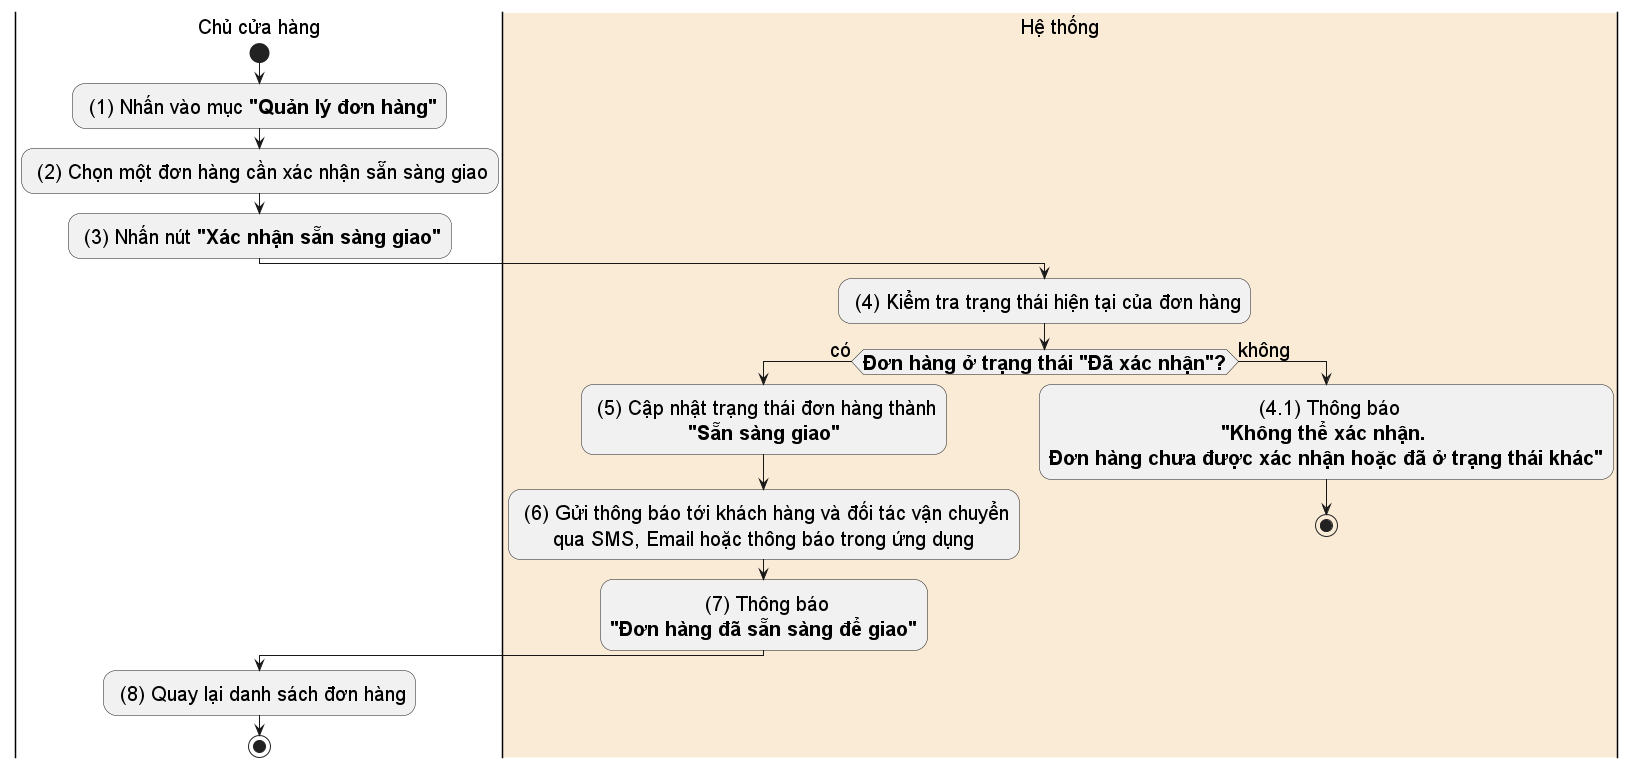 Chủ cửa hàng
Hệ thống
(1) Nhấn vào mục "Quản lý đơn hàng"
(2) Chọn một đơn hàng cần xác nhận sẵn sàng giao
(3) Nhấn nút "Xác nhận sẵn sàng giao"
(4) Kiểm tra trạng thái hiện tại của đơn hàng
có
Đơn hàng ở trạng thái "Đã xác nhận"?
không
(5) Cập nhật trạng thái đơn hàng thành
"Sẵn sàng giao"
(4.1) Thông báo
"Không thể xác nhận.
Đơn hàng chưa được xác nhận hoặc đã ở trạng thái khác"
(6) Gửi thông báo tới khách hàng và đối tác vận chuyển
qua SMS, Email hoặc thông báo trong ứng dụng
(7) Thông báo
"Đơn hàng đã sẵn sàng để giao"
(8) Quay lại danh sách đơn hàng